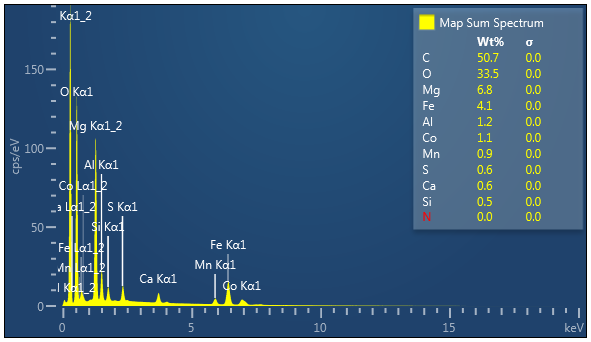 Kα1_2
150
O Kα1
Mg Kα1_2
100
Al Kα1
Co Lα1_2
a Lα1_2
S Kα1
50
Si Kα1
Fe Lα1_2
Fe Kα1
Mn Lα1_2
Mn Kα1
Ca Kα1
Co Kα1
l Kα1_2
0
cps/eV
0 5 10 15 keV
Map Sum Spectrum
Wt% σ
C 50.7 0.0
O 33.5 0.0
Mg 6.8 0.0
Fe 4.1 0.0
Al 1.2 0.0
Co 1.1 0.0
Mn 0.9 0.0
S 0.6 0.0
Ca 0.6 0.0
Si 0.5 0.0
N 0.0 0.0